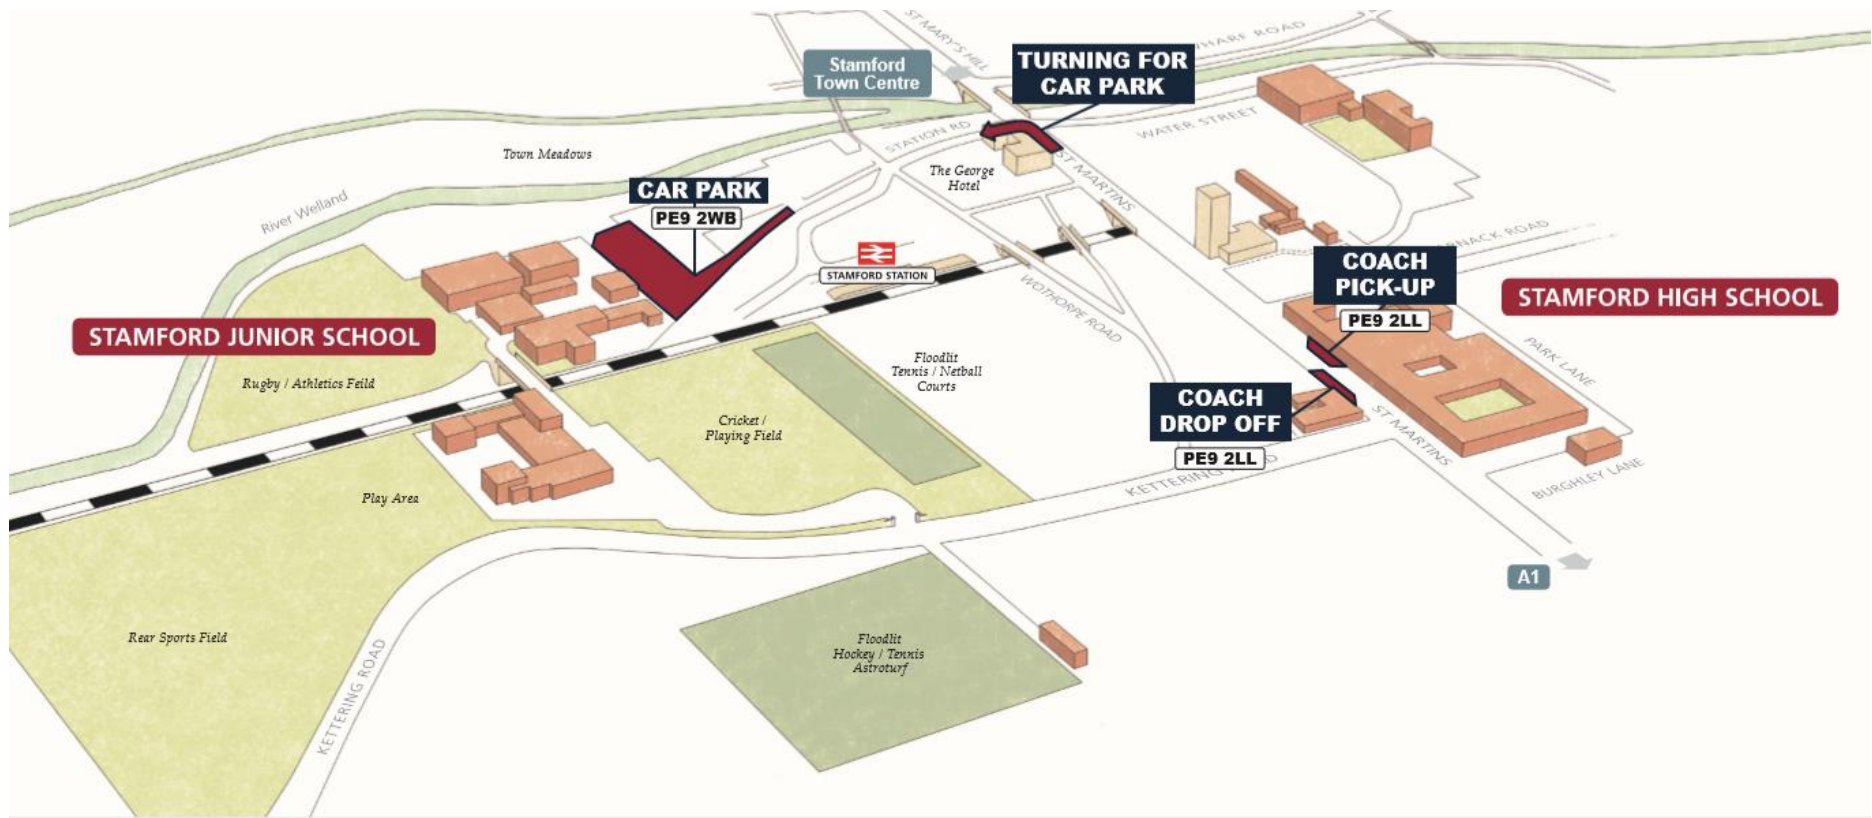 ST MARY'S HILL
WHARF ROAD
TURNING FOR
CAR PARK
Stamford
Town Centre
STATION RD
WATER STREET
Town Meadows
The George
Hotel
ST MARTINS
CAR PARK
PE9 2WB
River Welland
STAMFORD STATION
WOTHORPE ROAD
COACH
PICK-UP
PE9 2LL
STAMFORD HIGH SCHOOL
STAMFORD JUNIOR SCHOOL
PARK LANE
Rugby / Athletics Feild
Floodlit
Tennis / Netball
Courts
COACH
DROP OFF
PE9 2LL
Cricket /
Playing Field
ST MARTINS
KETTERING ROAD
BURGHLEY LANE
Play Area
A1
Rear Sports Field
KETTERING ROAD
Floodlit
Hockey / Tennis
Astroturf